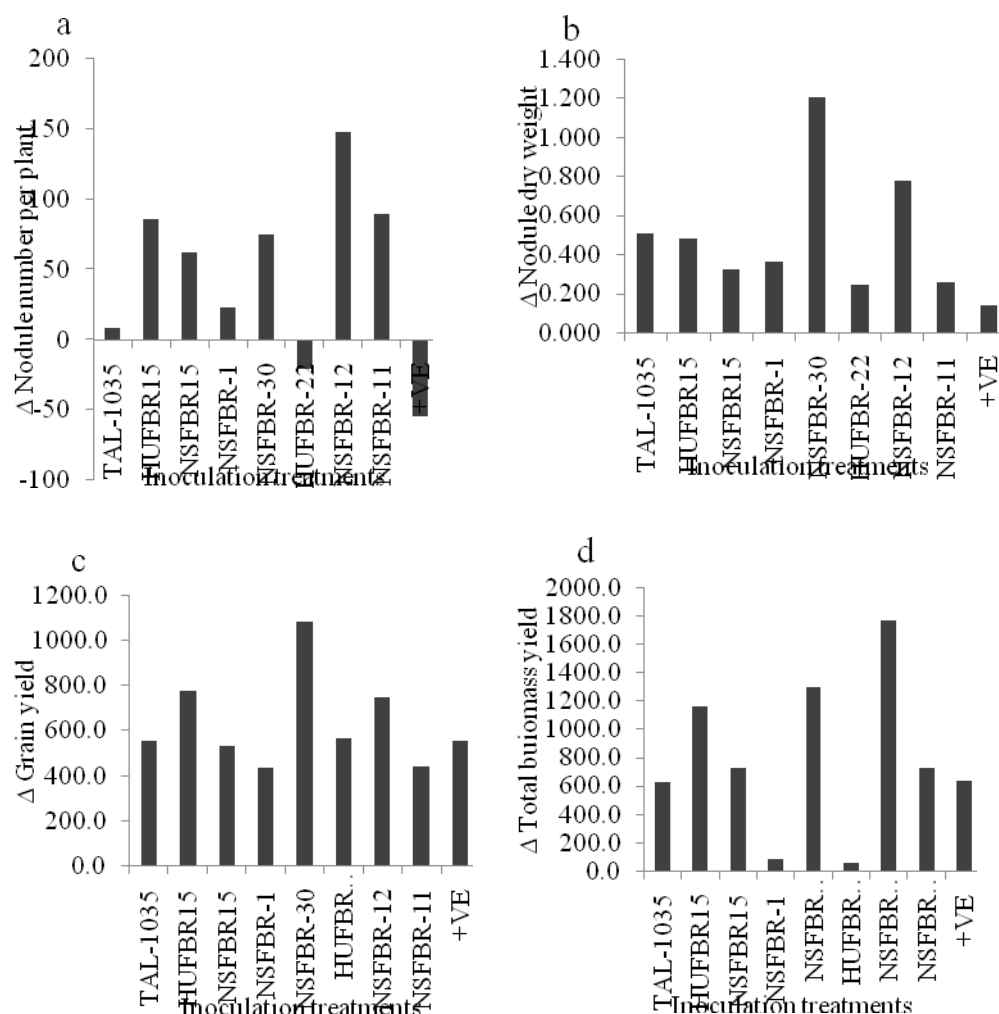 a
200
150
100
50
0
-50
-100
Δ Nodule number per plant
TAL-1035
HUFBR15
NSFBR15
NSFBR-1
NSFBR-30
HUFBR-22
NSFBR-12
NSFBR-11
+VE
Inoculation treatments
b
1.400
1.200
1.000
0.800
0.600
0.400
0.200
0.000
Δ Nodule dry weight
TAL-1035
HUFBR15
NSFBR15
NSFBR-1
NSFBR-30
HUFBR-22
NSFBR-12
NSFBR-11
+VE
Inoculation treatments
c
1200.0
1000.0
800.0
600.0
400.0
200.0
0.0
Δ Grain yield
TAL-1035
HUFBR15
NSFBR15
NSFBR-1
NSFBR-30
HUFBR..
NSFBR-12
NSFBR-11
+VE
Inoculation treatments
d
2000.0
1800.0
1600.0
1400.0
1200.0
1000.0
800.0
600.0
400.0
200.0
0.0
Δ Total buiomass yield
TAL-1035
HUFBR15
NSFBR15
NSFBR-1
NSFBR..
HUFBR..
NSFBR..
NSFBR..
+VE
Inoculation treatments